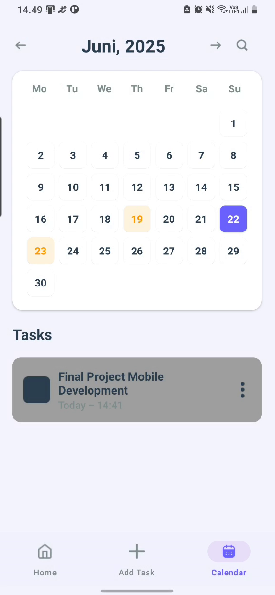 14.49
Juni, 2025
Mo Tu We Th Fr Sa Su
1
2 3 4 5 6 7 8
9 10 11 12 13 14 15
16 17 18 19 20 21 22
23 24 25 26 27 28 29
30
Tasks
Final Project Mobile
Development
Today - 14:41
Home Add Task Calendar